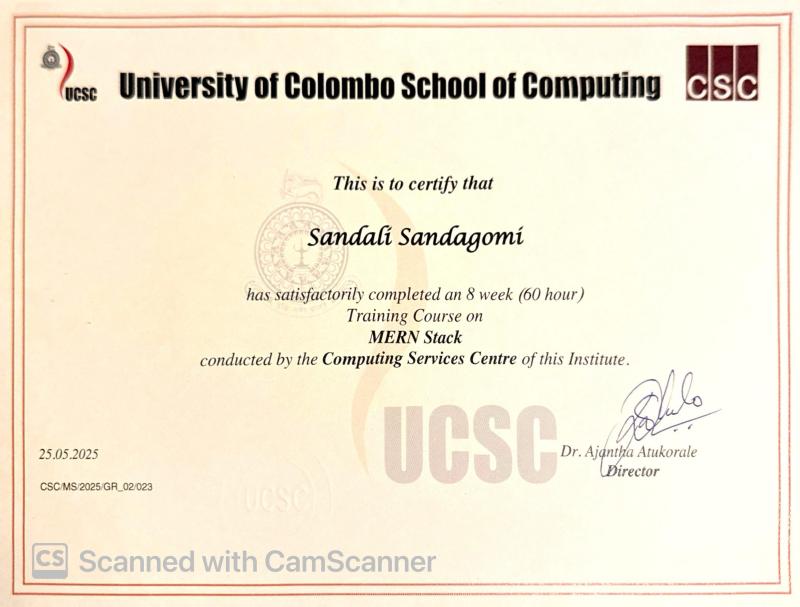 UCSC
University of Colombo School of Computing
CSC
This is to certify that
Sandali Sandagomi
has satisfactorily completed an 8 week (60 hour)
Training Course on
MERN Stack
conducted by the Computing Services Centre of this Institute.
UCSC
25.05.2025
Dr. Ajantha Atukorale
Director
CSC/MS/2025/GR_02/023
UCSC
CS Scanned with CamScanner